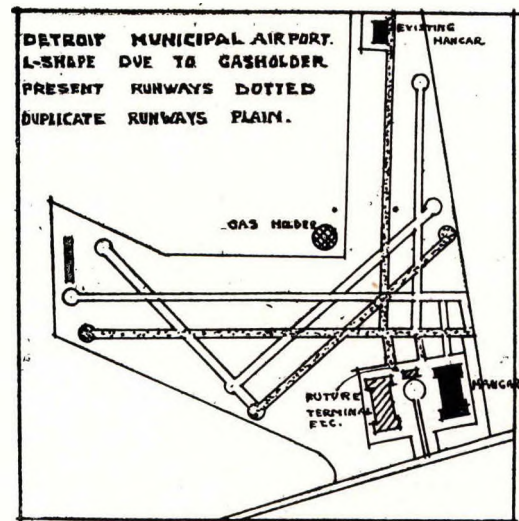 DETROIT MUNICIPAL AIRPORT.
L-SHAPE DUE TO GASHOLDER
PRESENT RUNWAYS DOTTED
DUPLICATE RUNWAYS PLAIN.
EXISTING
HANGAR
GAS HOLDER
HANGAR
FUTURE
TERMINAL
ETC.